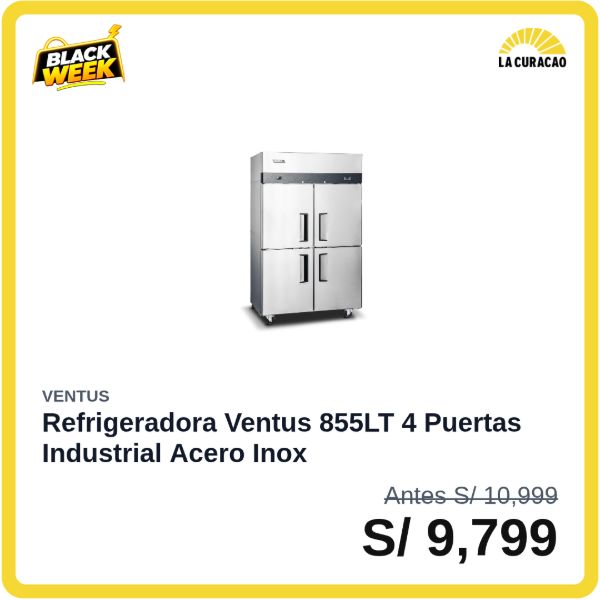 BLACK
WEEK
LA CURACAO
VENTUS
Refrigeradora Ventus 855LT 4 Puertas
Industrial Acero Inox
Antes S/ 10,999
S/ 9,799